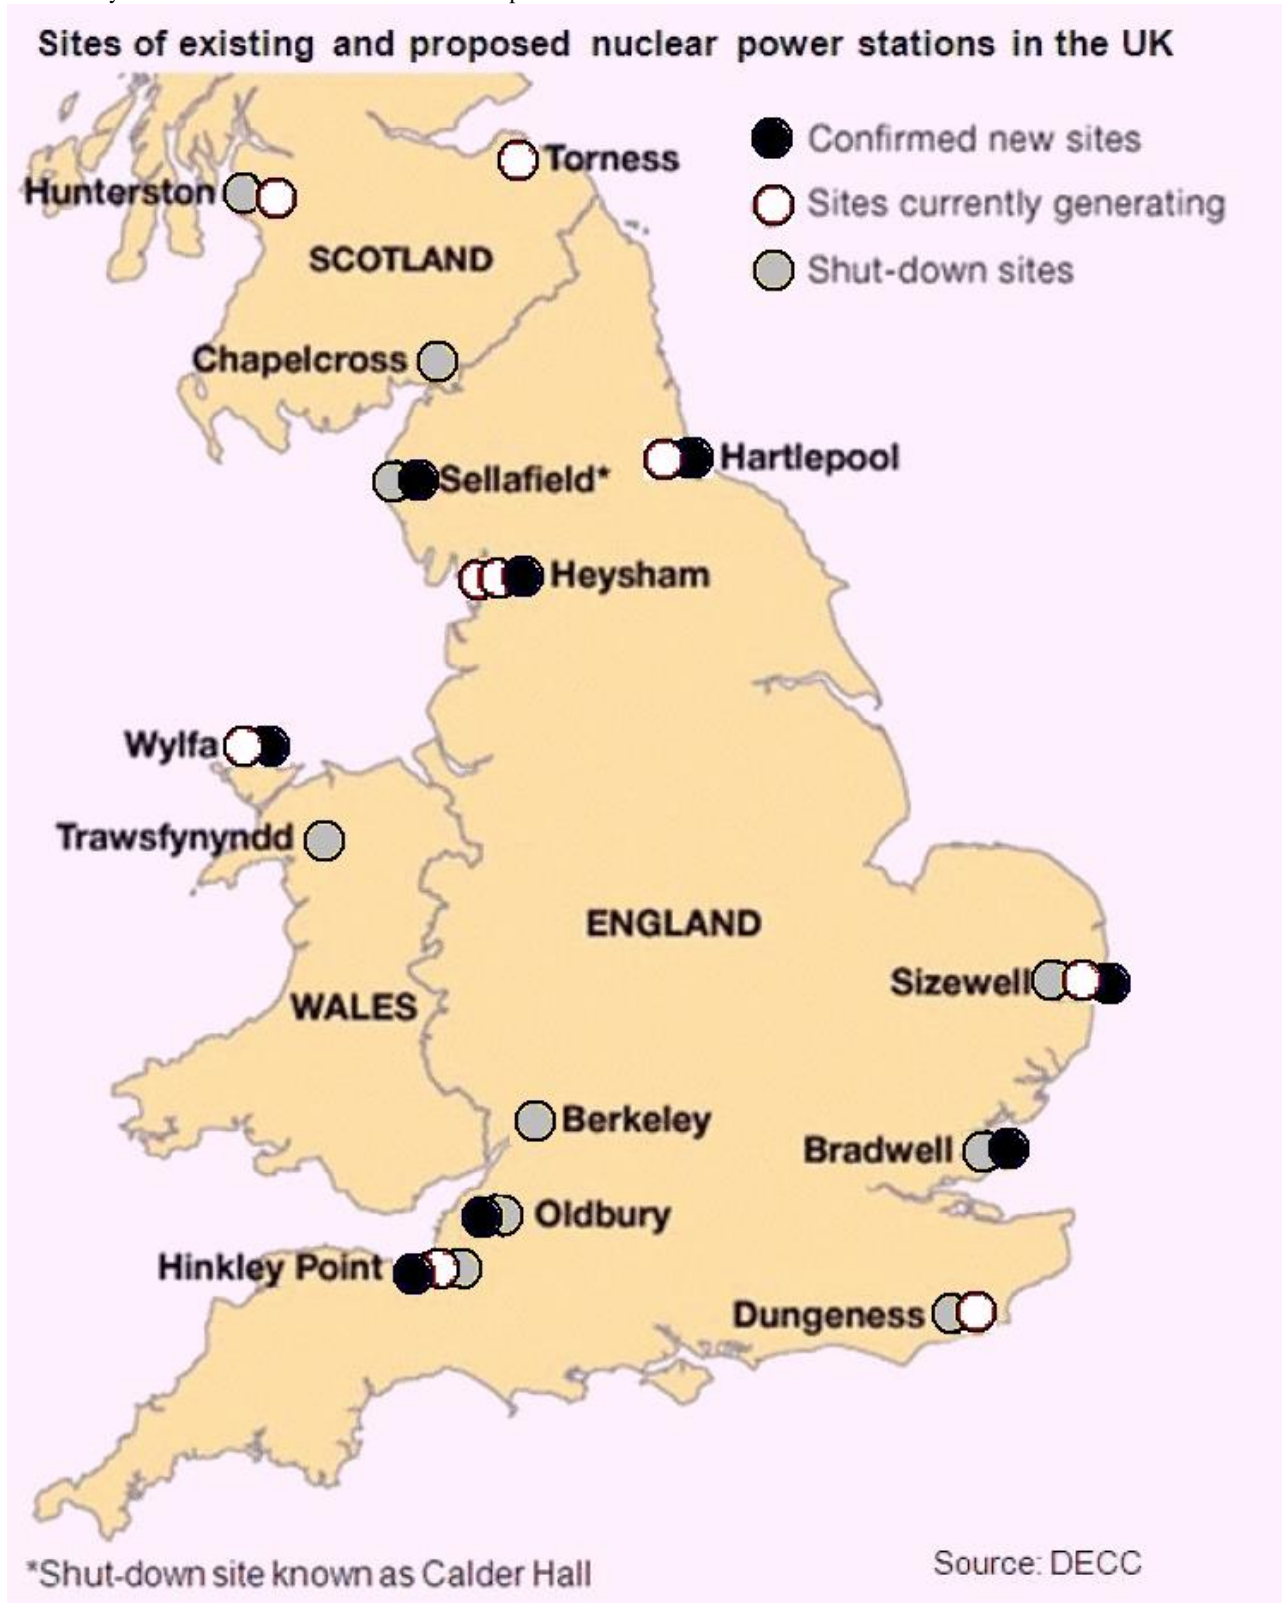 Sites of existing and proposed nuclear power stations in the UK
Confirmed new sites
Torness
Hunterston
Sites currently generating
SCOTLAND
Shut-down sites
Chapelcross
Hartlepool
Sellafield*
Heysham
Wylfa
Trawsfynyndd
ENGLAND
Sizewell
WALES
Berkeley
Bradwell
Oldbury
Hinkley Point
Dungeness
*Shut-down site known as Calder Hall
Source: DECC